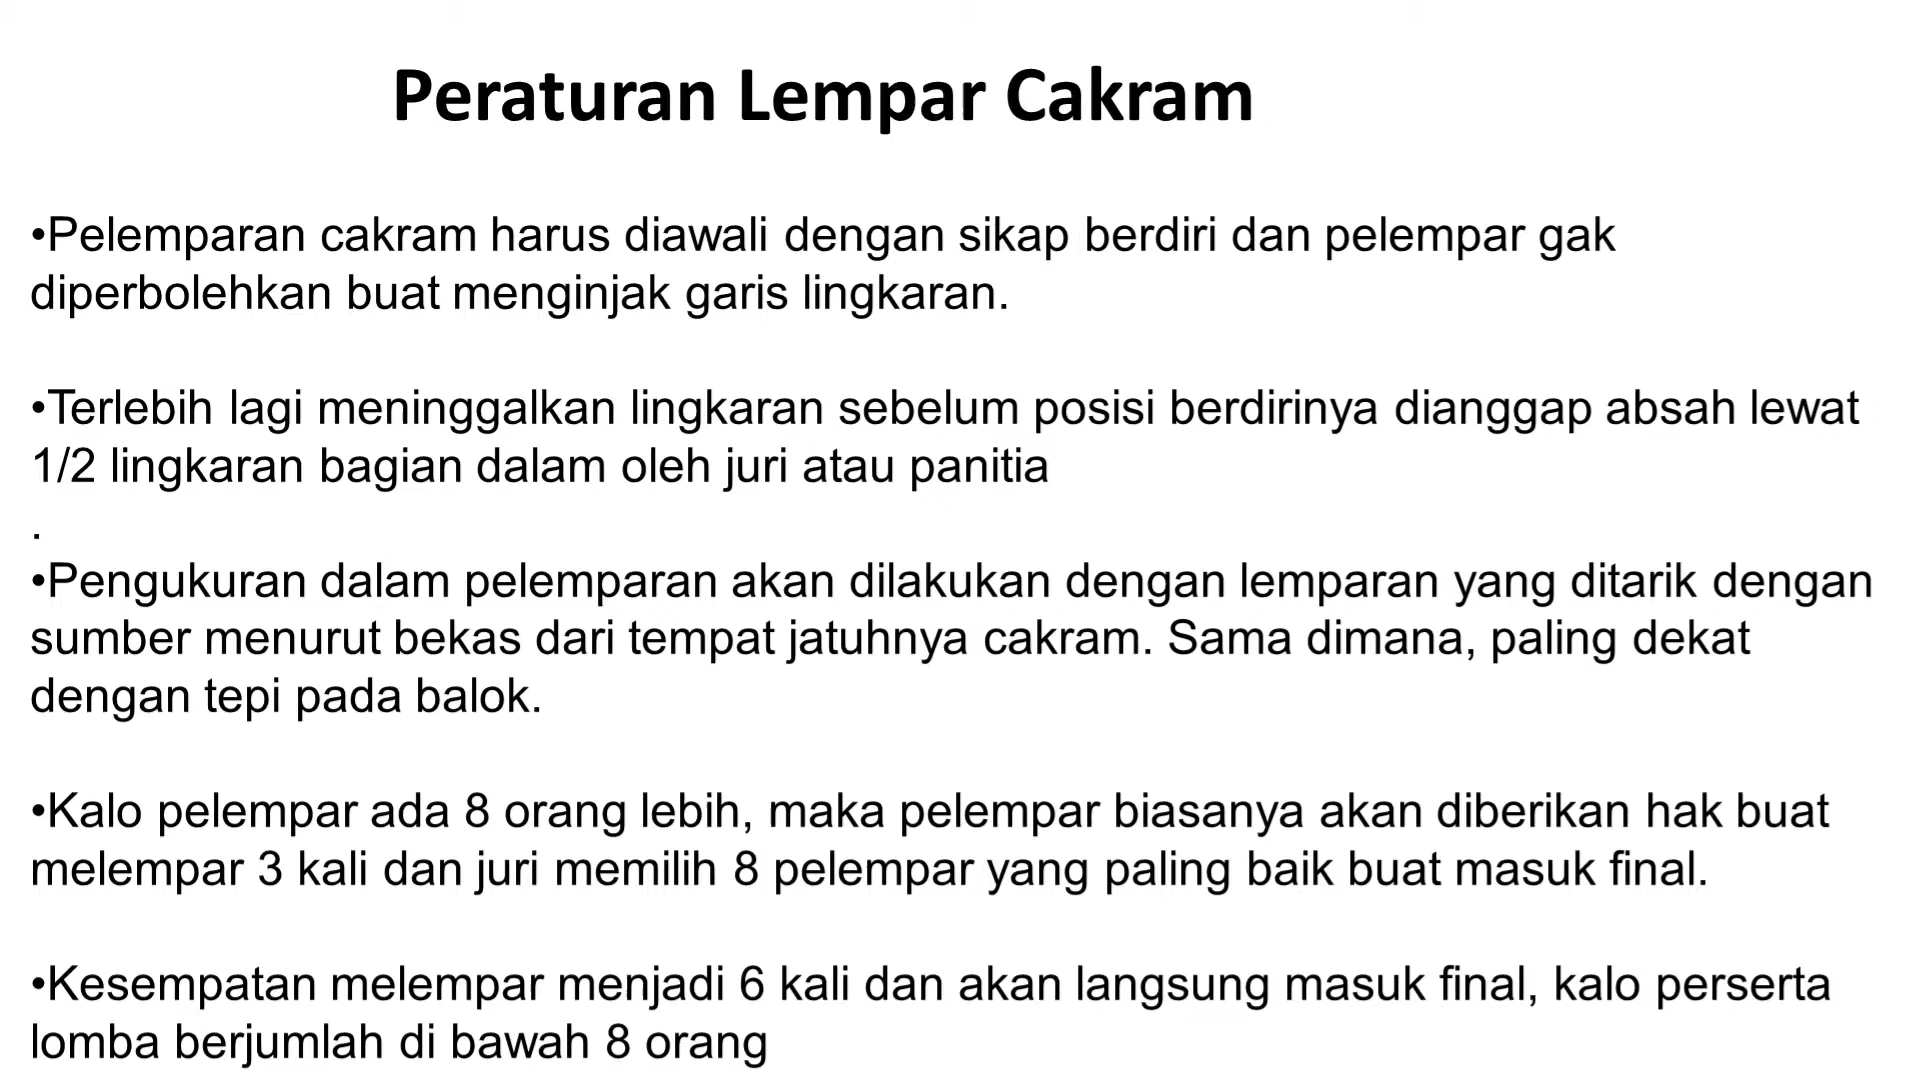 Peraturan Lempar Cakram
•Pelemparan cakram harus diawali dengan sikap berdiri dan pelempar gak
diperbolehkan buat menginjak garis lingkaran.
•Terlebih lagi meninggalkan lingkaran sebelum posisi berdirinya dianggap absah lewat
1/2 lingkaran bagian dalam oleh juri atau panitia
.
•Pengukuran dalam pelemparan akan dilakukan dengan lemparan yang ditarik dengan
sumber menurut bekas dari tempat jatuhnya cakram. Sama dimana, paling dekat
dengan tepi pada balok.
•Kalo pelempar ada 8 orang lebih, maka pelempar biasanya akan diberikan hak buat
melempar 3 kali dan juri memilih 8 pelempar yang paling baik buat masuk final.
•Kesempatan melempar menjadi 6 kali dan akan langsung masuk final, kalo perserta
lomba berjumlah di bawah 8 orang